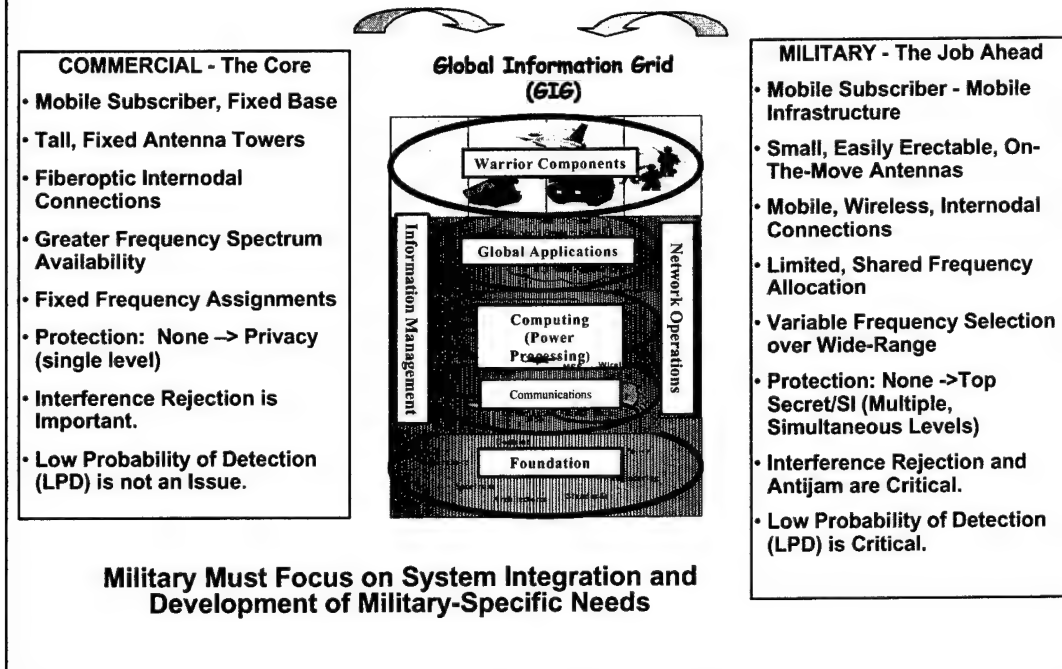 COMMERCIAL - The Core
• Mobile Subscriber, Fixed Base
• Tall, Fixed Antenna Towers
• Fiberoptic Internodal
Connections
• Greater Frequency Spectrum
Availability
• Fixed Frequency Assignments
• Protection: None –> Privacy
(single level)
• Interference Rejection is
Important.
• Low Probability of Detection
(LPD) is not an Issue.
Global Information Grid
(GIG)
Warrior Components
Information Management
Global Applications
Computing
(Power
Processing)
Communications
Foundation
Network Operations
MILITARY - The Job Ahead
• Mobile Subscriber - Mobile
Infrastructure
• Small, Easily Erectable, On-
The-Move Antennas
• Mobile, Wireless, Internodal
Connections
• Limited, Shared Frequency
Allocation
• Variable Frequency Selection
over Wide-Range
• Protection: None ->Top
Secret/SI (Multiple,
Simultaneous Levels)
• Interference Rejection and
Antijam are Critical.
• Low Probability of Detection
(LPD) is Critical.
Military Must Focus on System Integration and
Development of Military-Specific Needs